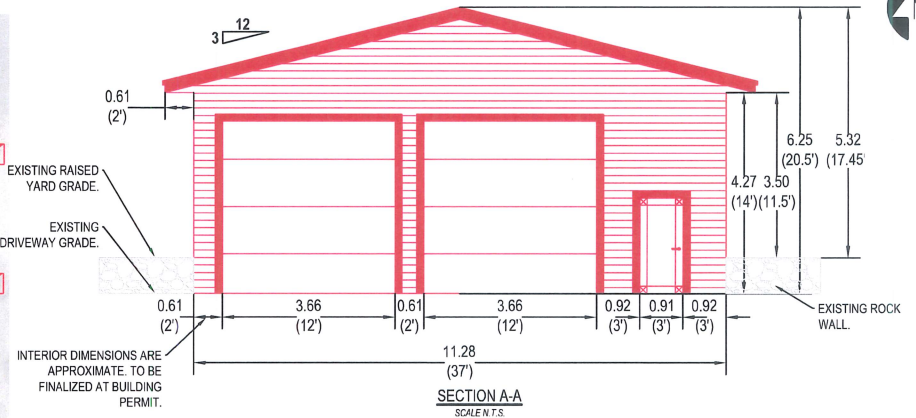 12
3
0.61
(2')
6.25
(20.5')
5.32
(17.45'
4.27
(14')
3.50
(11.5')
EXISTING RAISED
YARD GRADE.
EXISTING
DRIVEWAY GRADE.
0.61
(2')
3.66
(12')
0.61
(2')
3.66
(12')
0.92
(3')
0.91
(3')
0.92
(3')
EXISTING ROCK
WALL.
INTERIOR DIMENSIONS ARE
APPROXIMATE. TO BE
FINALIZED AT BUILDING
PERMIT.
11.28
(37')
SECTION A-A
SCALE N.T.S.